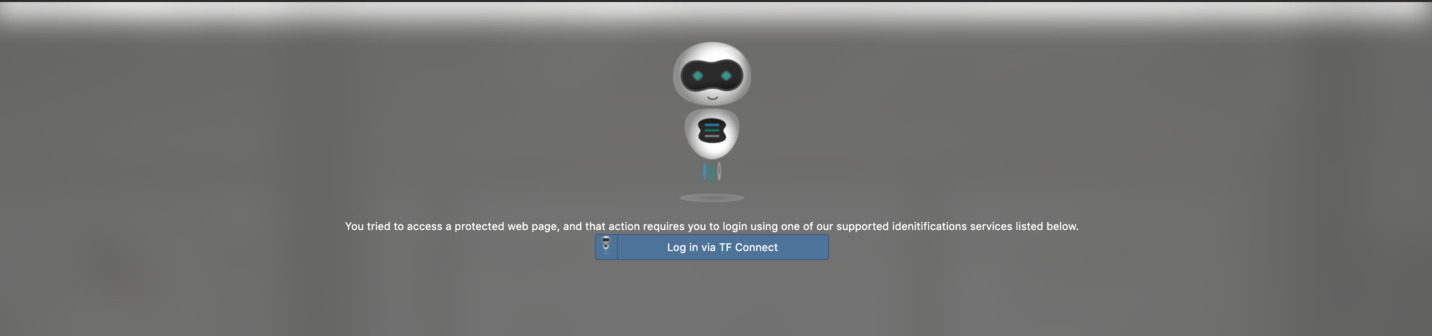 You tried to access a protected web page, and that action requires you to login using one of our supported idenitifications services listed below.
Log in via TF Connect